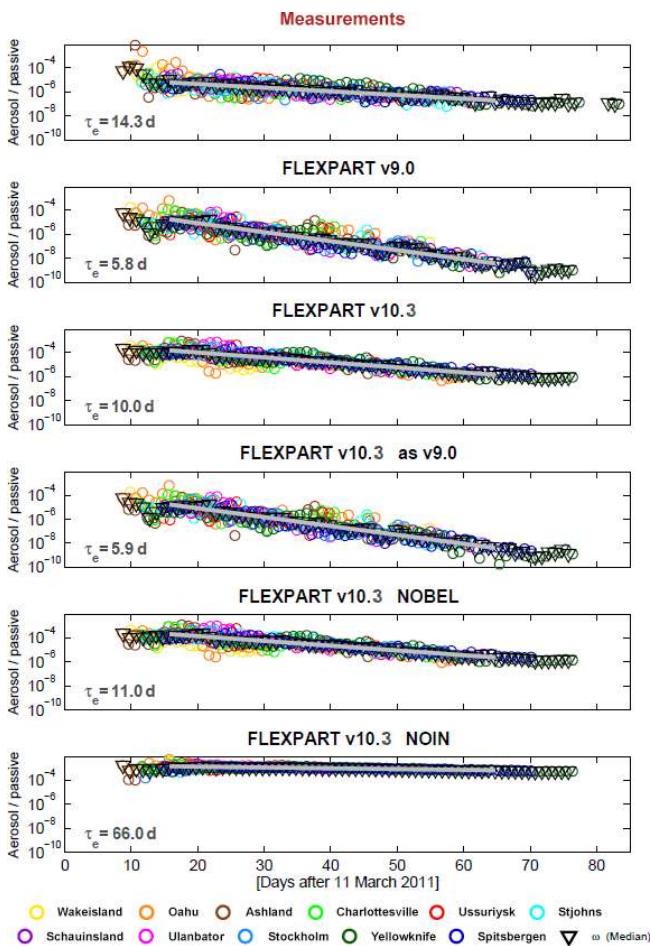 Measurements
Aerosol / passive
10⁻⁴
10⁻⁶
10⁻⁸
10⁻¹⁰
τe = 14.3 d
FLEXPART v9.0
Aerosol / passive
10⁻⁴
10⁻⁶
10⁻⁸
10⁻¹⁰
τe = 5.8 d
FLEXPART v10.3
Aerosol / passive
10⁻⁴
10⁻⁶
10⁻⁸
10⁻¹⁰
τe = 10.0 d
FLEXPART v10.3 as v9.0
Aerosol / passive
10⁻⁴
10⁻⁶
10⁻⁸
10⁻¹⁰
τe = 5.9 d
FLEXPART v10.3 NOBEL
Aerosol / passive
10⁻⁴
10⁻⁶
10⁻⁸
10⁻¹⁰
τe = 11.0 d
FLEXPART v10.3 NOIN
Aerosol / passive
10⁻⁴
10⁻⁶
10⁻⁸
10⁻¹⁰
τe = 66.0 d
0 10 20 30 40 50 60 70 80
[Days after 11 March 2011]
Wakeisland Oahu Ashland Charlottesville Ussuriysk Stjohns
Schauinsland Ulanbator Stockholm Yellowknife Spitsbergen ω (Median)